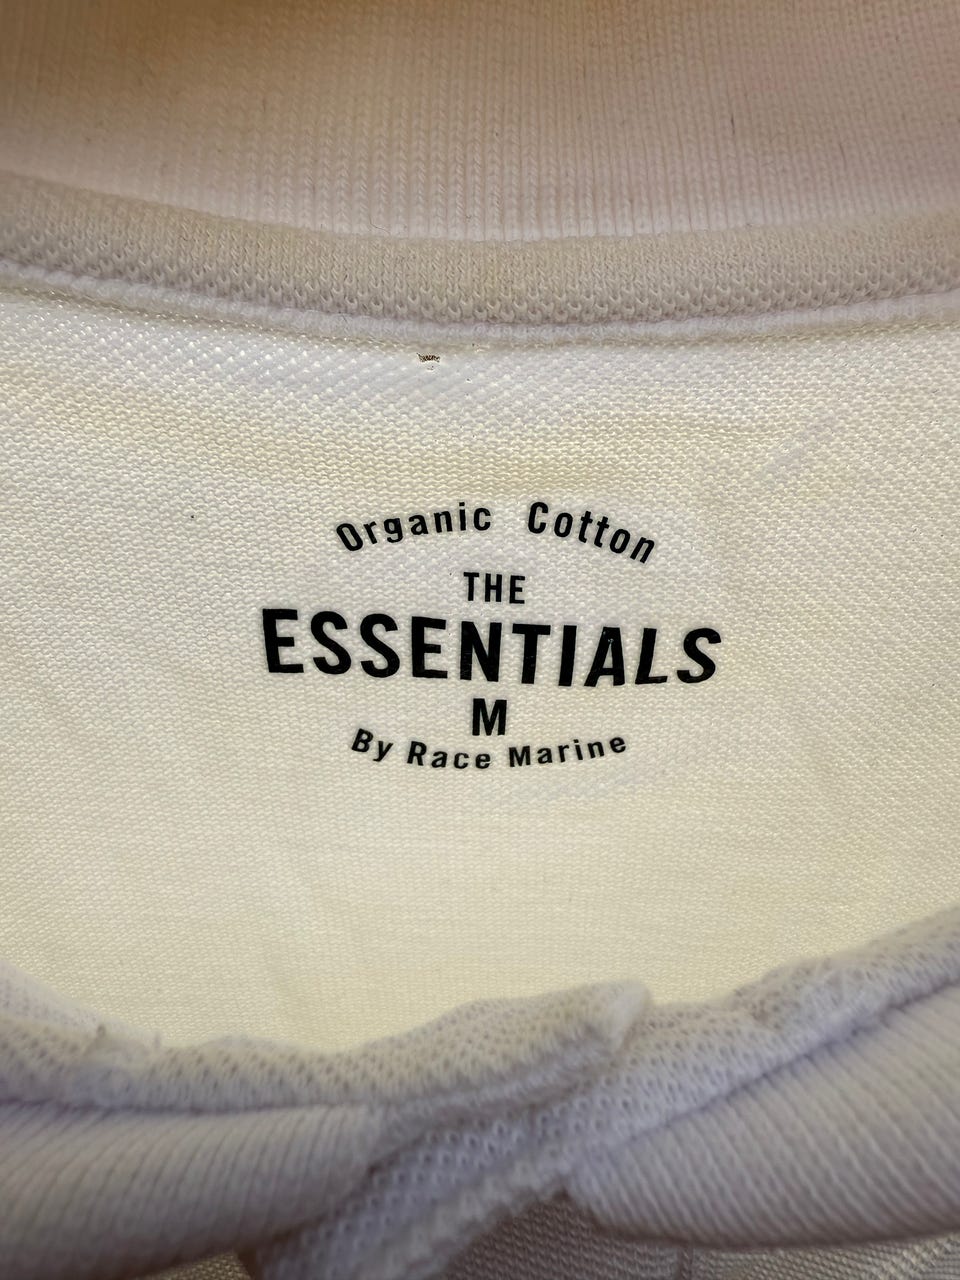 Organic Cotton
THE
ESSENTIALS
M
By Race Marine